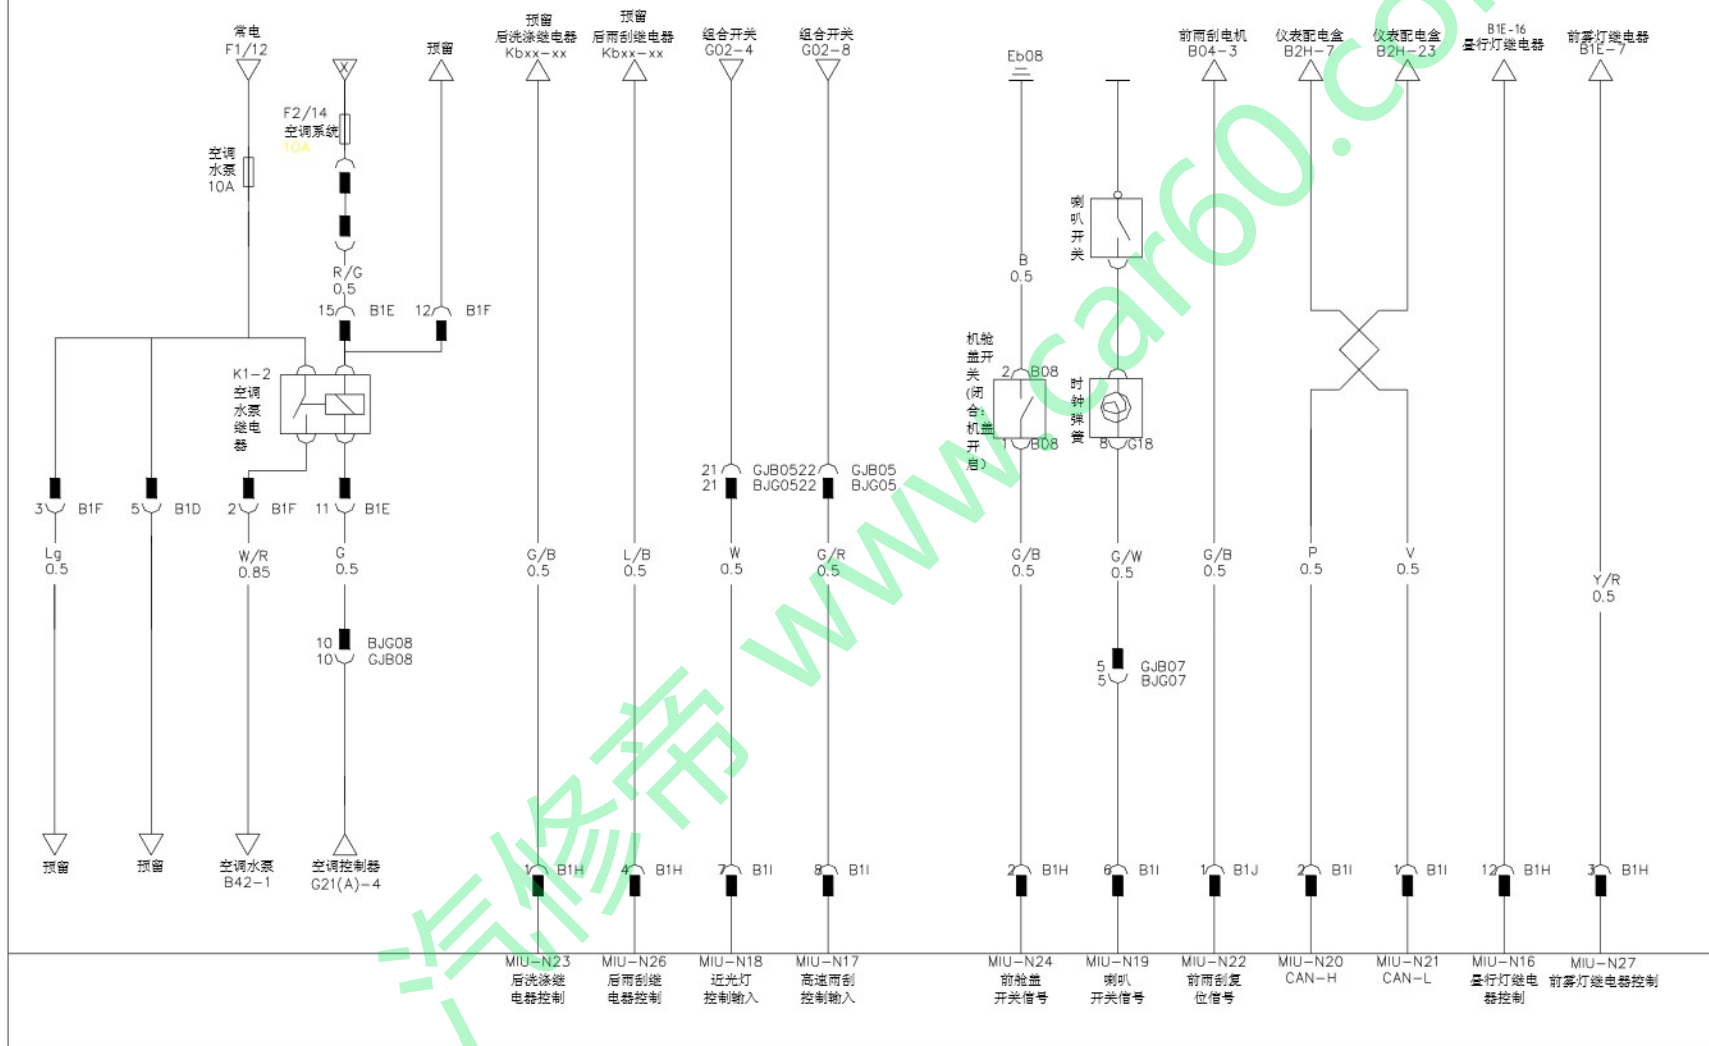 常电
F1/12
X
预留
预留
后洗涤继电器
Kbxx-xx
预留
后雨刮继电器
Kbxx-xx
组合开关
G02-4
组合开关
G02-8
Eb08
前雨刮电机
B04-3
仪表配电盒
B2H-7
仪表配电盒
B2H-23
B1E-16
昼行灯继电器
前雾灯继电器
B1E-7
F2/14
空调系统
10A
空调
水泵
10A
R/G
0.5
15 B1E
12 B1F
K1-2
空调
水泵
继电
器
喇
叭
开
关
B
0.5
机舱
盖开
关
(闭
合:
机盖
开
启)
2 B08
1 B08
时
钟
弹
簧
8 G18
21 GJB05
21 BJG05
22 GJB05
22 BJG05
3 B1F
5 B1D
2 B1F
11 B1E
Lg
0.5
W/R
0.85
G
0.5
G/B
0.5
L/B
0.5
W
0.5
G/R
0.5
G/B
0.5
G/W
0.5
G/B
0.5
P
0.5
V
0.5
Y/R
0.5
10 BJG08
10 GJB08
5 GJB07
5 BJG07
预留
预留
空调水泵
B42-1
空调控制器
G21(A)-4
1 B1H
4 B1H
7 B1I
8 B1I
2 B1H
6 B1I
1 B1J
2 B1I
1 B1I
12 B1H
3 B1H
MIU-N23
后洗涤继
电器控制
MIU-N26
后雨刮继
电器控制
MIU-N18
近光灯
控制输入
MIU-N17
高速雨刮
控制输入
MIU-N24
前舱盖
开关信号
MIU-N19
喇叭
开关信号
MIU-N22
前雨刮复
位信号
MIU-N20
CAN-H
MIU-N21
CAN-L
MIU-N16
昼行灯继电
器控制
MIU-N27
前雾灯继电器控制
汽修帝 www.car60.co